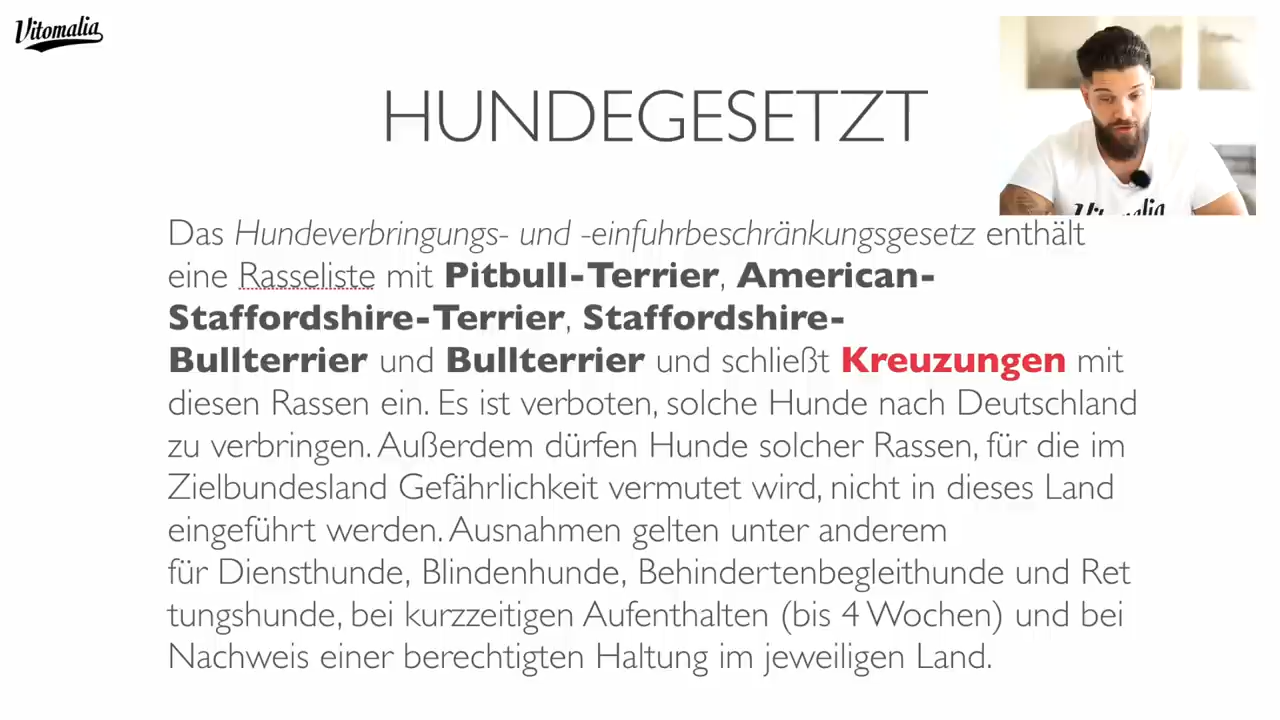 Vitomalia
HUNDEGESETZT
Das Hundeverbringungs- und -einfuhrbeschränkungsgesetz enthält
eine Rasseliste mit Pitbull-Terrier, American-
Staffordshire-Terrier, Staffordshire-
Bullterrier und Bullterrier und schließt Kreuzungen mit
diesen Rassen ein. Es ist verboten, solche Hunde nach Deutschland
zu verbringen. Außerdem dürfen Hunde solcher Rassen, für die im
Zielbundesland Gefährlichkeit vermutet wird, nicht in dieses Land
eingeführt werden. Ausnahmen gelten unter anderem
für Diensthunde, Blindenhunde, Behindertenbegleithunde und Ret
tungshunde, bei kurzzeitigen Aufenthalten (bis 4 Wochen) und bei
Nachweis einer berechtigten Haltung im jeweiligen Land.